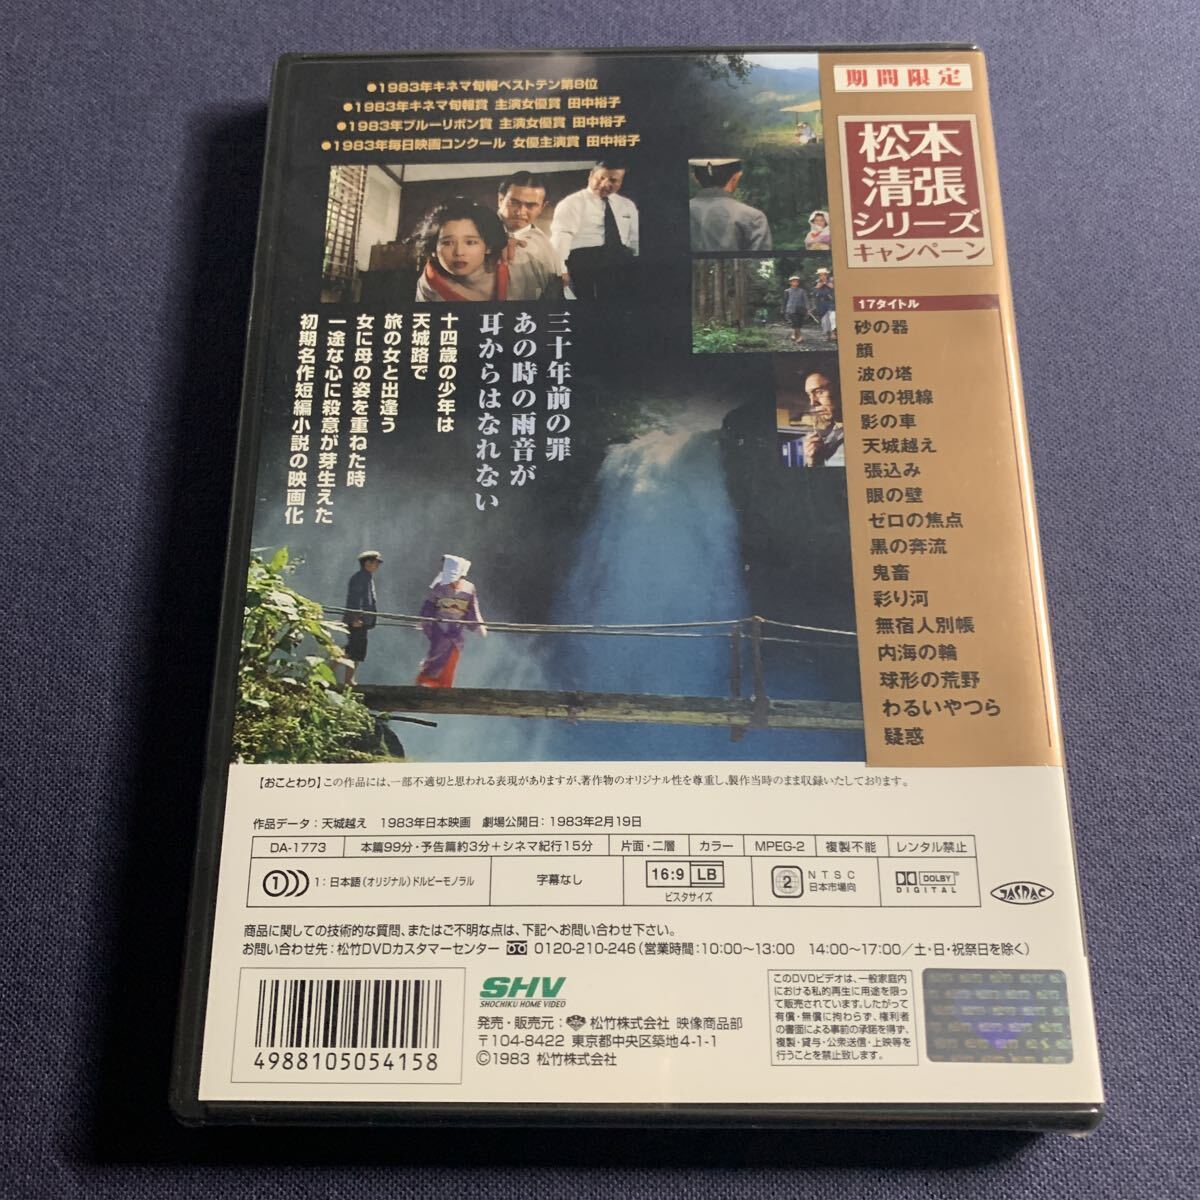 ●1983年キネマ旬報ベストテン第8位
●1983年キネマ旬報賞 主演女優賞 田中裕子
●1983年ブルーリボン賞 主演女優賞 田中裕子
●1983年毎日映画コンクール 女優主演賞 田中裕子
三十年前の罪
あの時の雨音が
耳からはなれない
十四歳の少年は
天城路で
旅の女と出逢う
女に母の姿を重ねた時
一途な心に殺意が芽生えた
初期名作短編小説の映画化
期間限定
松本
清張
シリーズ
キャンペーン
17タイトル
砂の器
顔
波の塔
風の視線
影の車
天城越え
張込み
眼の壁
ゼロの焦点
黒の奔流
鬼畜
彩り河
無宿人別帳
内海の輪
球形の荒野
わるいやつら
疑惑
【おことわり】この作品には、一部不適切と思われる表現がありますが、著作物のオリジナル性を尊重し、製作当時のまま収録いたしております。
作品データ：天城越え 1983年日本映画 劇場公開日：1983年2月19日
DA-1773 本篇99分・予告篇約3分＋シネマ紀行15分 片面・二層 カラー MPEG-2 複製不能 レンタル禁止
1 1：日本語（オリジナル）ドルビーモノラル 字幕なし 16:9 LB ビスタサイズ 2 NTSC 日本市場向 DOLBY DIGITAL JASRAC
商品に関しての技術的な質問、またはご不明な点は、下記へお問い合わせ下さい。
お問い合わせ先：松竹DVDカスタマーセンター 0120-210-246（営業時間：10:00〜13:00 14:00〜17:00／土・日・祝祭日を除く）
4988105054158
SHV
SHOCHIKU HOME VIDEO
発売・販売元：松竹株式会社 映像商品部
〒104-8422 東京都中央区築地4-1-1
©1983 松竹株式会社
このDVDビデオは、一般家庭内
における私的再生に用途を限っ
て販売されています。したがって
有償・無償に拘わらず、権利者
の書面による事前の承諾を得ず、
複製・貸与・公衆送信・上映等を
行うことを禁止致します。